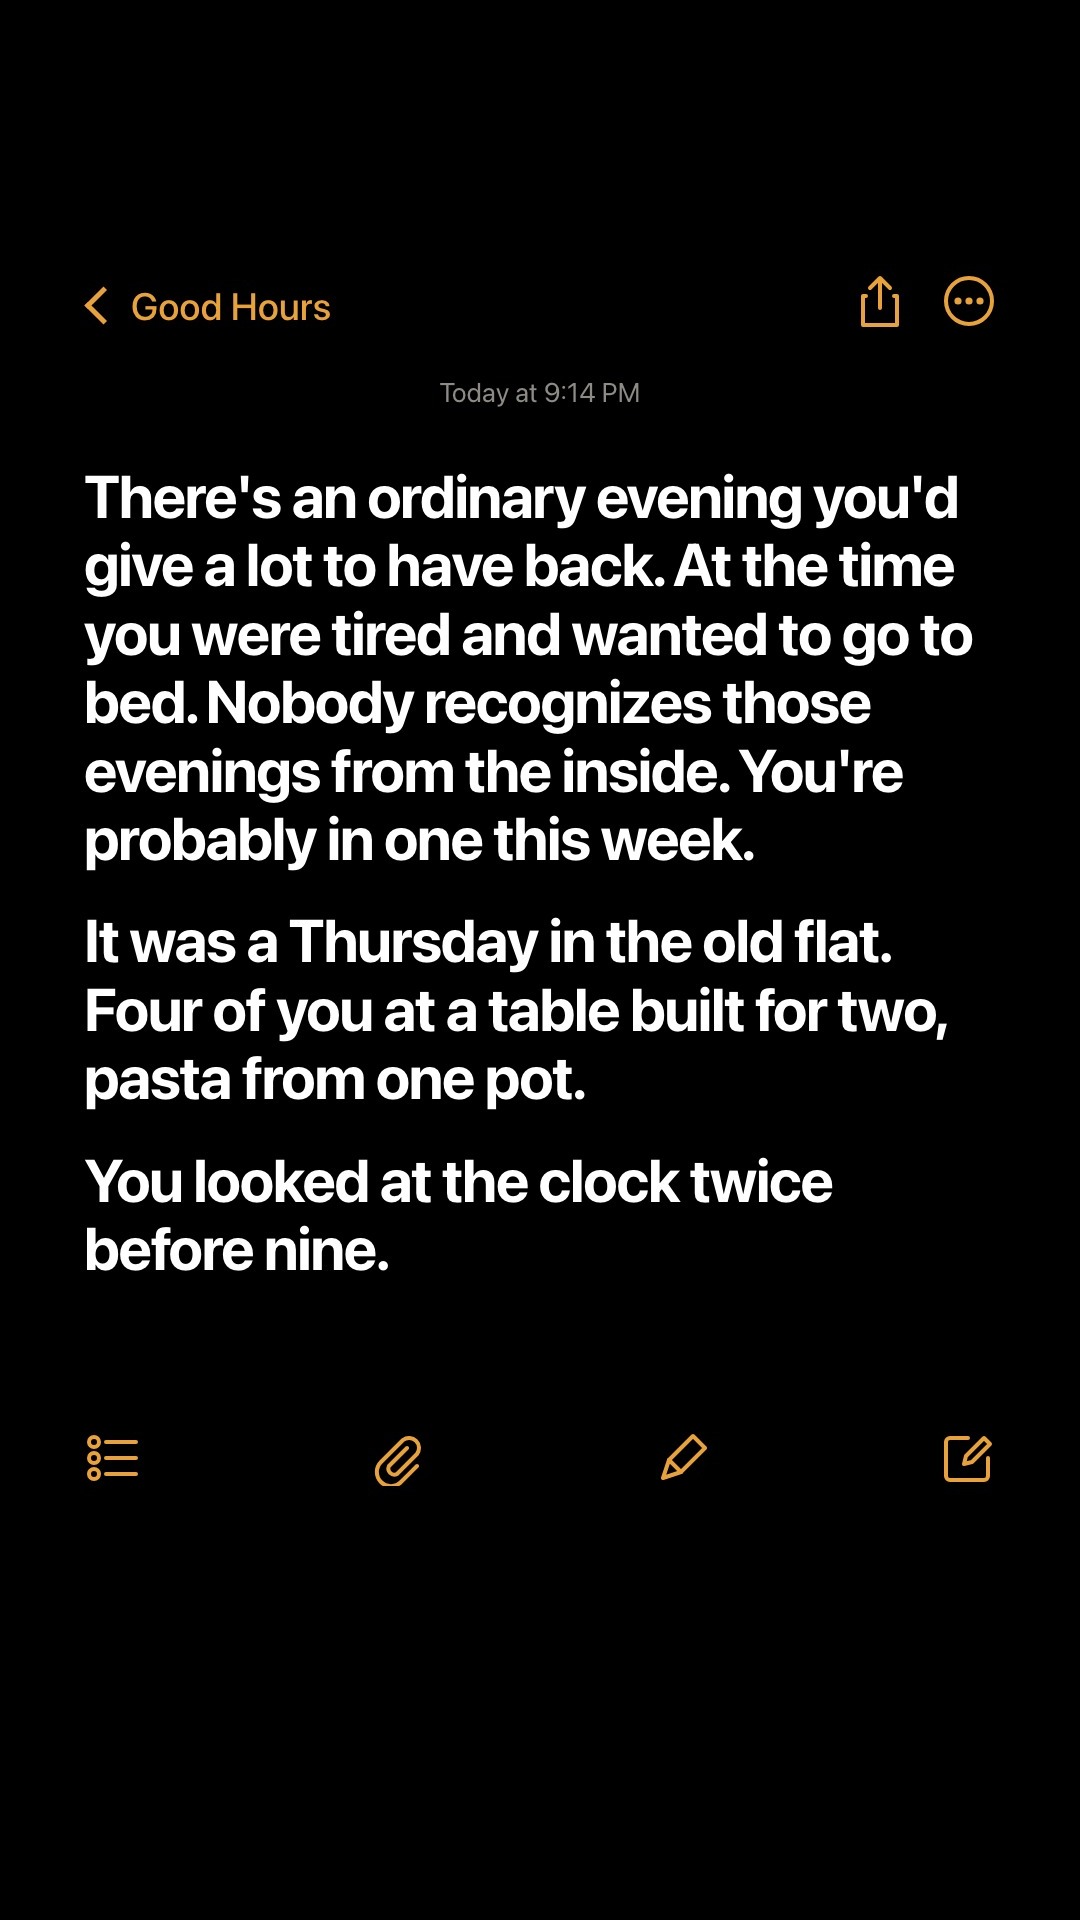 Good Hours
Today at 9:14 PM
There's an ordinary evening you'd
give a lot to have back. At the time
you were tired and wanted to go to
bed. Nobody recognizes those
evenings from the inside. You're
probably in one this week.
It was a Thursday in the old flat.
Four of you at a table built for two,
pasta from one pot.
You looked at the clock twice
before nine.